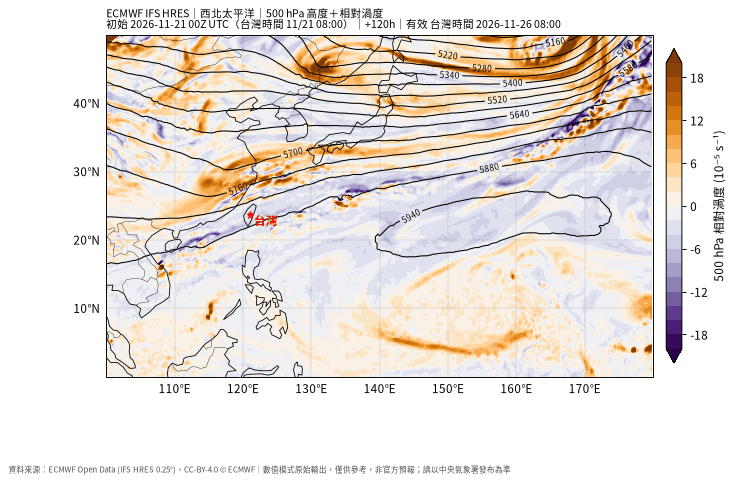 ECMWF IFS HRES｜西北太平洋｜500 hPa 高度＋相對渦度
初始 2026-11-21 00Z UTC（台灣時間 11/21 08:00）｜+120h｜有效 台灣時間 2026-11-26 08:00
5160
5220
5280
5340
5400
5520
5640
5700
5760
5880
5940
台灣
40°N
30°N
20°N
10°N
110°E
120°E
130°E
140°E
150°E
160°E
170°E
18
12
6
0
-6
-12
-18
500 hPa 相對渦度 (10⁻⁵ s⁻¹)
資料來源：ECMWF Open Data (IFS HRES 0.25°)，CC-BY-4.0 © ECMWF｜數值模式原始輸出，僅供參考，非官方預報；請以中央氣象署發布為準